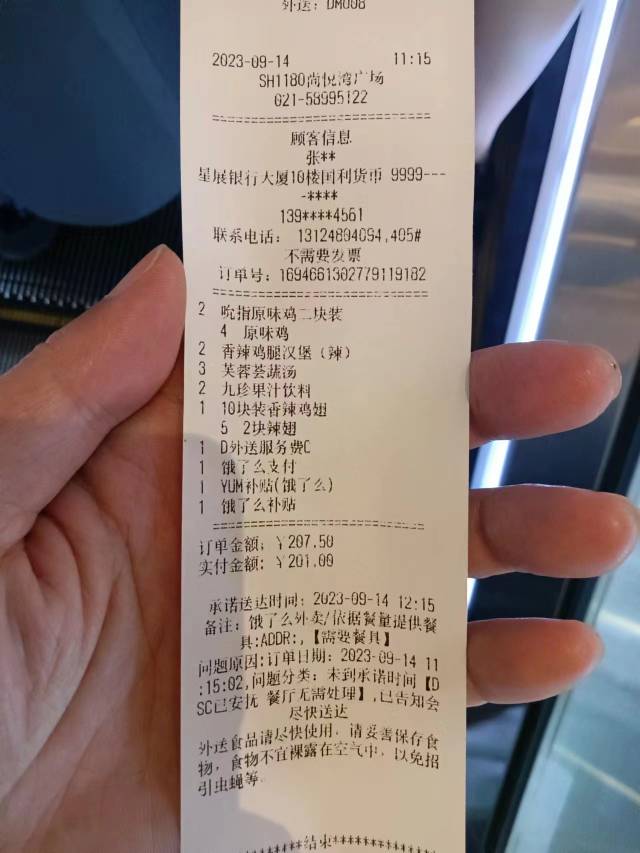 外送：DM008
2023-09-14 11:15
SH1180尚悦湾广场
021-58995122
==============================
顾客信息
张**
星展银行大厦10楼国利货币 9999---
-****
139****4561
联系电话： 13124804094,405#
不需要发票
订单号：1694661302779119182
==============================
2 吮指原味鸡二块装
4 原味鸡
2 香辣鸡腿汉堡（辣）
3 芙蓉荟蔬汤
2 九珍果汁饮料
1 10块装香辣鸡翅
5 2块辣翅
1 D外送服务费C
1 饿了么支付
1 YUM补贴(饿了么)
1 饿了么补贴
==============================
订单金额：￥207.50
实付金额：￥201.00
承诺送达时间：2023-09-14 12:15
备注：饿了么外卖/依据餐量提供餐
具;ADDR:,【需要餐具】
问题原因:订单日期：2023-09-14 11
:15:02,问题分类：未到承诺时间【D
SC已安抚 餐厅无需处理】,已告知会
尽快送达
外送食品请尽快使用，请妥善保存食
物，食物不宜裸露在空气中，以免招
引虫蝇等.
**********结束**********